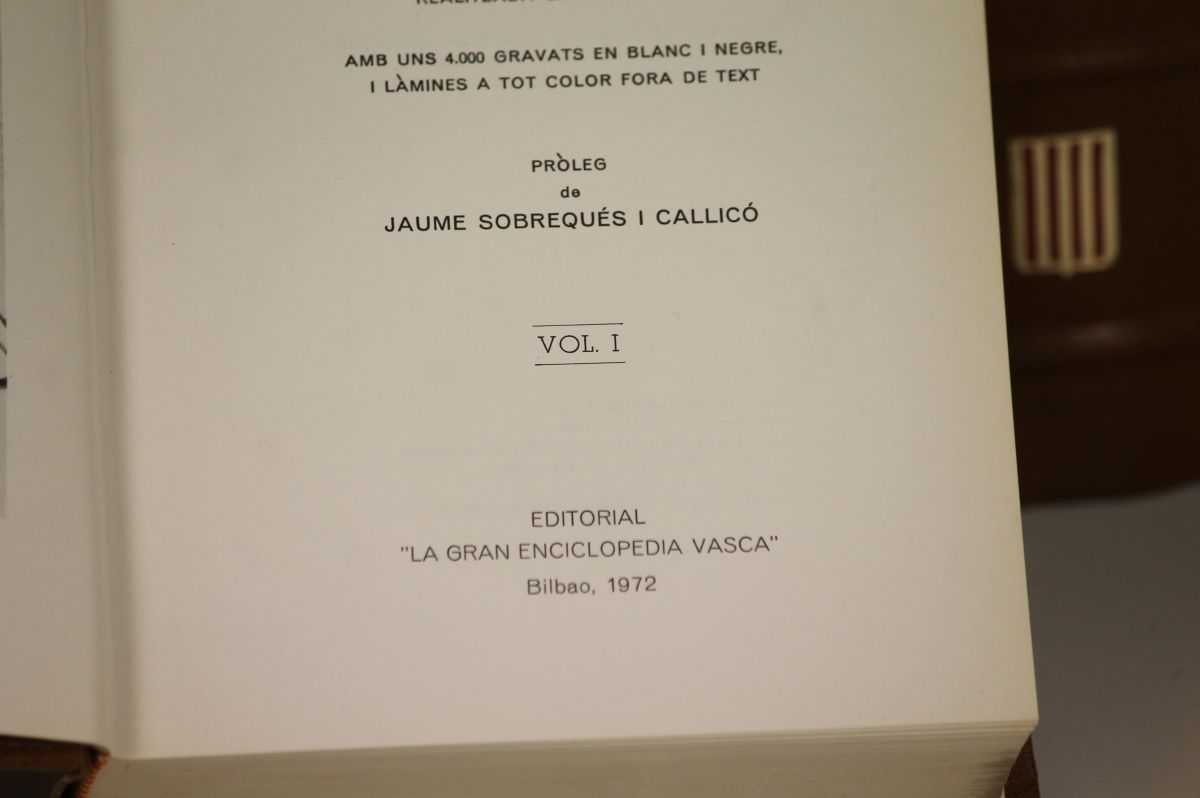 AMB UNS 4.000 GRAVATS EN BLANC I NEGRE,
I LÀMINES A TOT COLOR FORA DE TEXT
PRÒLEG
de
JAUME SOBREQUÉS I CALLICÓ
VOL. I
EDITORIAL
"LA GRAN ENCICLOPEDIA VASCA"
Bilbao, 1972